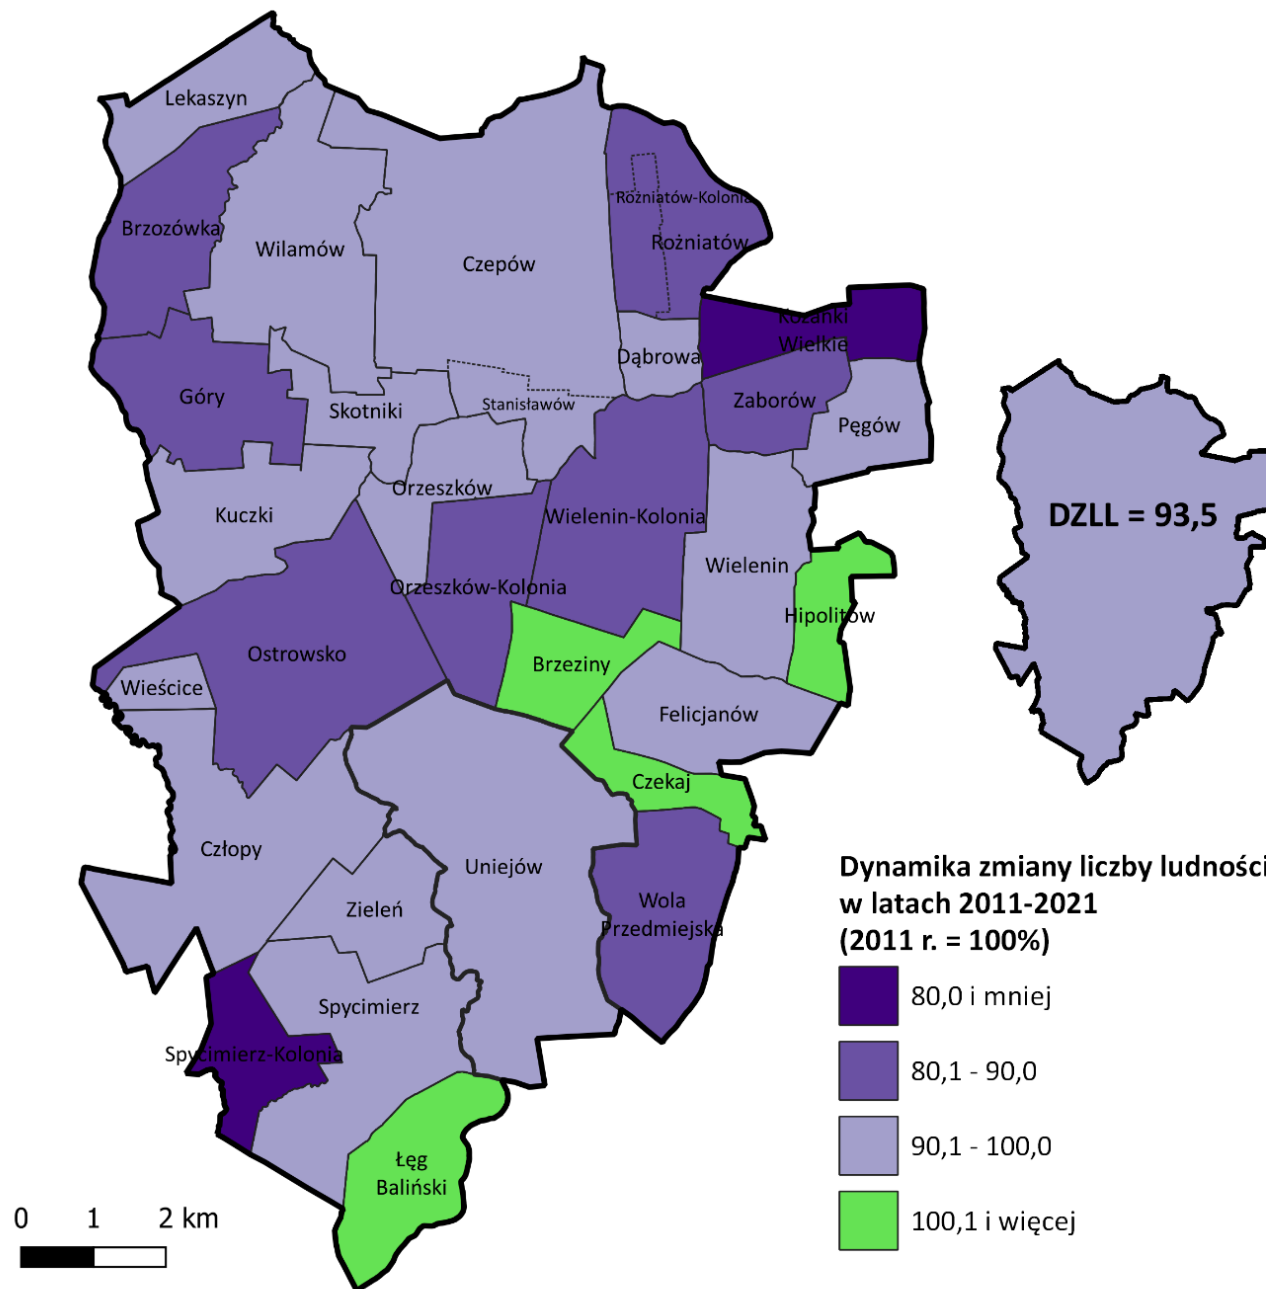 Lekaszyn
Brzozówka
Wilamów
Czepów
Rożniatów-Kolonia
Rożniatów
Kozanki
Wielkie
Dąbrowa
Zaborów
Pęgów
Góry
Skotniki
Stanisławów
Orzeszków
Kuczki
Wielenin-Kolonia
Wielenin
Orzeszków-Kolonia
Hipolitów
Ostrowsko
Brzeziny
Wieścice
Felicjanów
Czekaj
Człopy
Uniejów
Zieleń
Wola
Przedmiejska
Spycimierz
Spycimierz-Kolonia
Łęg
Baliński
DZLL = 93,5
Dynamika zmiany liczby ludności
w latach 2011-2021
(2011 r. = 100%)
80,0 i mniej
80,1 - 90,0
90,1 - 100,0
100,1 i więcej
0 1 2 km